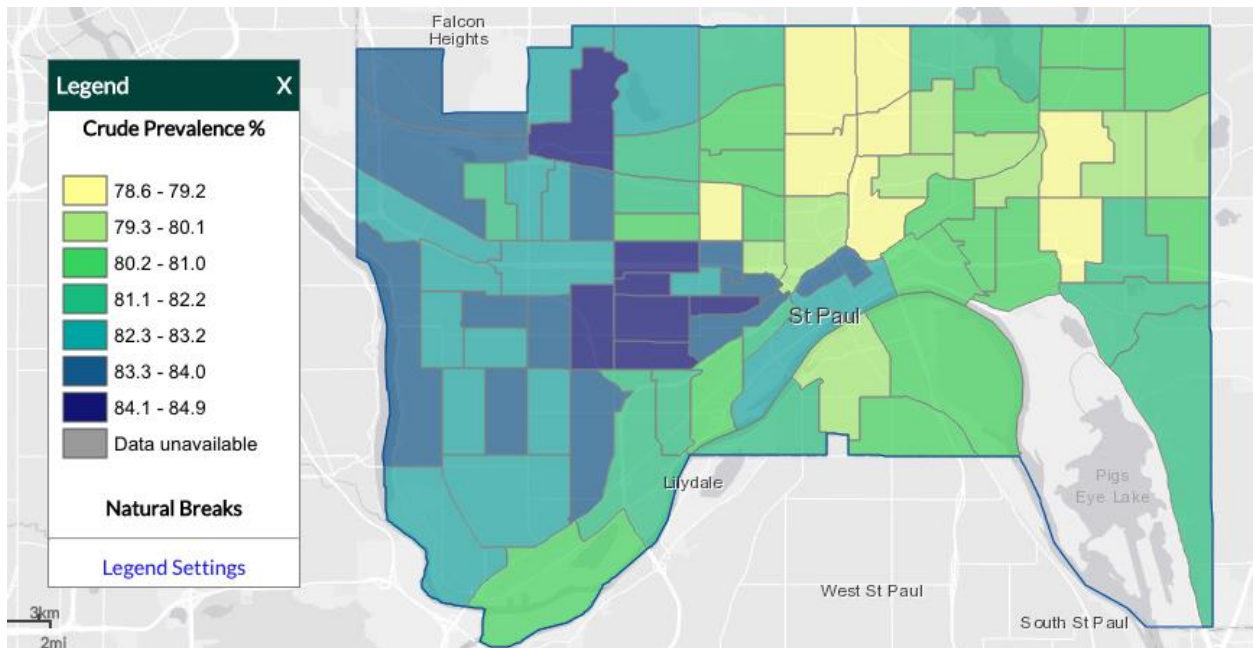 Falcon
Heights
Legend X
Crude Prevalence %
78.6 - 79.2
79.3 - 80.1
80.2 - 81.0
81.1 - 82.2
82.3 - 83.2
83.3 - 84.0
84.1 - 84.9
Data unavailable
Natural Breaks
Legend Settings
St Paul
Lilydale
Pigs
Eye Lake
West St Paul
South St Paul
3km
2mi